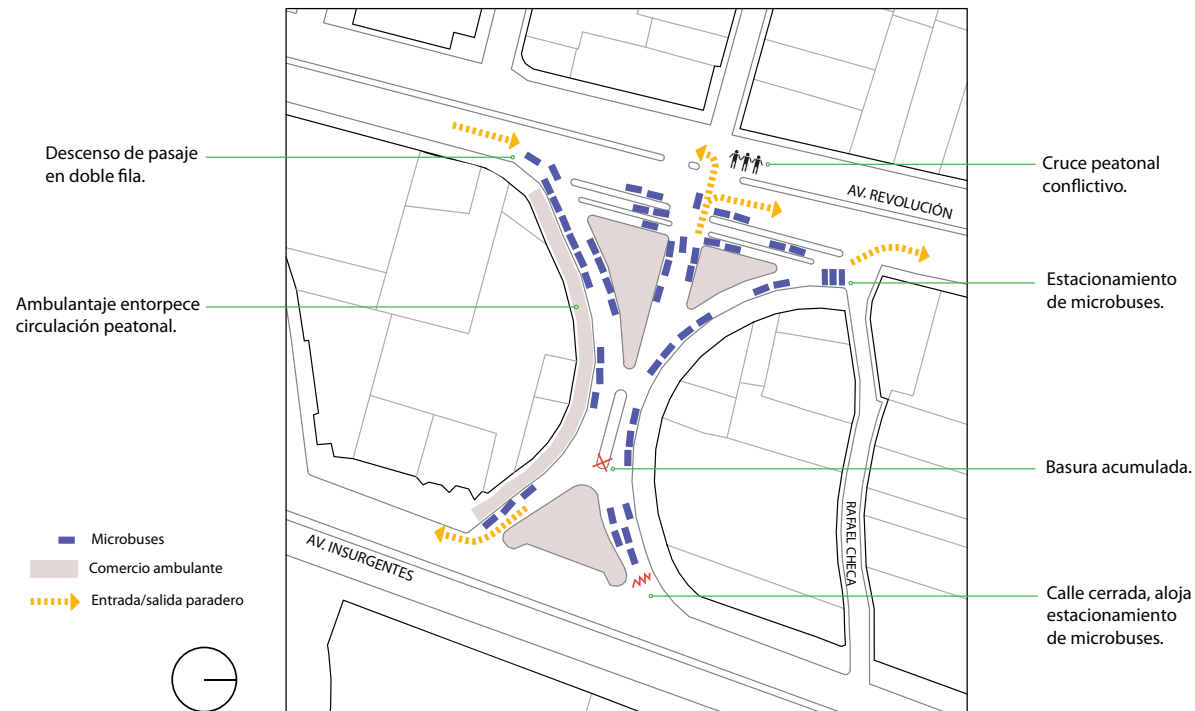 Descenso de pasaje
en doble fila.
Ambulantaje entorpece
circulación peatonal.
Cruce peatonal
conflictivo.
AV. REVOLUCIÓN
Estacionamiento
de microbuses.
Basura acumulada.
RAFAEL CHECA
AV. INSURGENTES
Calle cerrada, aloja
estacionamiento
de microbuses.
Microbuses
Comercio ambulante
Entrada/salida paradero